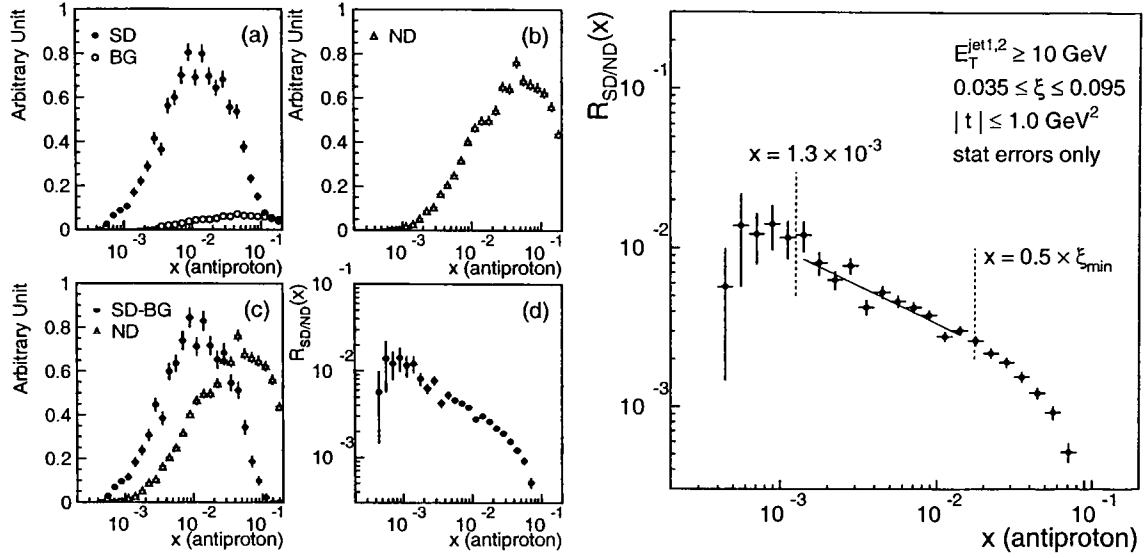 Arbitrary Unit
1
0.8
0.6
0.4
0.2
0
SD
BG
(a)
10⁻³ 10⁻² 10⁻¹
x (antiproton)
Arbitrary Unit
1
0.8
0.6
0.4
0.2
0
ND
(b)
10⁻³ 10⁻² 10⁻¹
x (antiproton)
Arbitrary Unit
1
0.8
0.6
0.4
0.2
0
SD-BG
ND
(c)
10⁻³ 10⁻² 10⁻¹
x (antiproton)
R_SD/ND(x)
10⁻¹
10⁻²
10⁻³
(d)
10⁻³ 10⁻² 10⁻¹
x (antiproton)
R_SD/ND(x)
10⁻¹
10⁻²
10⁻³
E_T^jet1,2 ≥ 10 GeV
0.035 ≤ ξ ≤ 0.095
| t | ≤ 1.0 GeV²
stat errors only
x = 1.3 × 10⁻³
x = 0.5 × ξ_min
10⁻³ 10⁻² 10⁻¹
x (antiproton)